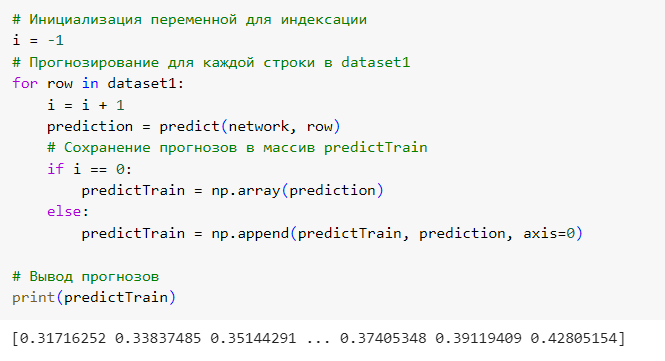 # Инициализация переменной для индексации
i = -1
# Прогнозирование для каждой строки в dataset1
for row in dataset1:
    i = i + 1
    prediction = predict(network, row)
    # Сохранение прогнозов в массив predictTrain
    if i == 0:
        predictTrain = np.array(prediction)
    else:
        predictTrain = np.append(predictTrain, prediction, axis=0)
# Вывод прогнозов
print(predictTrain)
[0.31716252 0.33837485 0.35144291 ... 0.37405348 0.39119409 0.42805154]